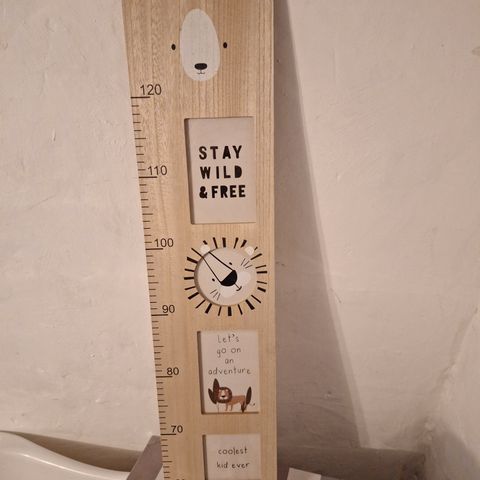 120
STAY
WILD
& FREE
110
100
90
Let's
go on
an
adventure
80
70
coolest
kid ever